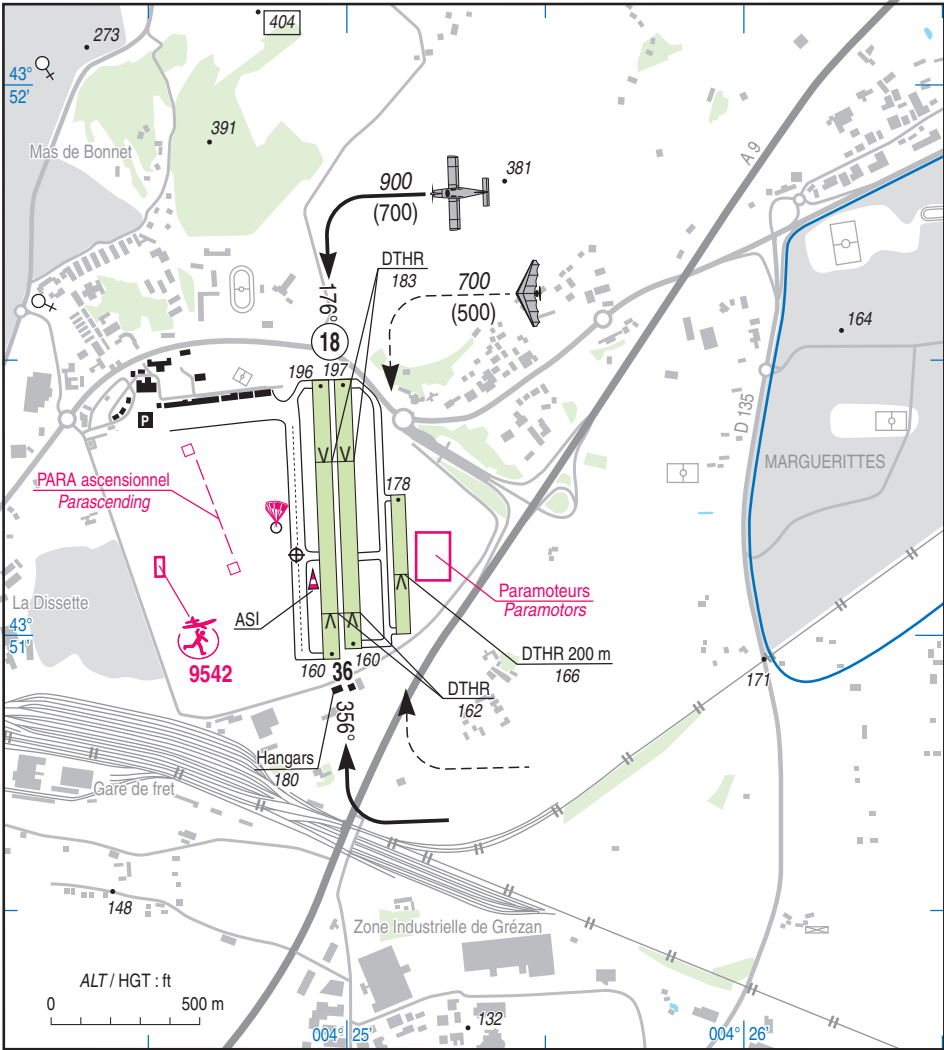 404
273
43°
52'
391
Mas de Bonnet
A 9
900
(700)
381
DTHR
183
700
(500)
176°
18
164
196
197
P
D 135
MARGUERITTES
PARA ascensionnel
Parascending
178
Paramoteurs
Paramotors
La Dissette
ASI
43°
51'
9542
160
36
160
DTHR 200 m
166
171
DTHR
162
356°
Hangars
180
Gare de fret
148
Zone Industrielle de Grézan
ALT / HGT : ft
0
500 m
004° 25'
132
004° 26'